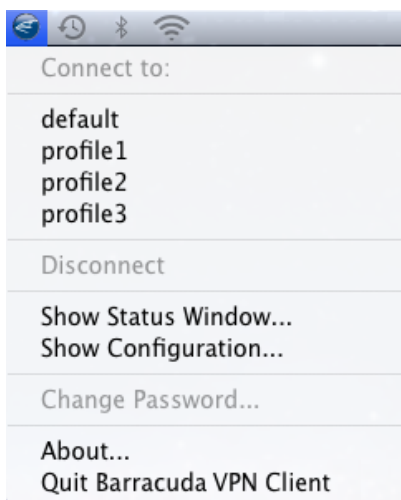 Connect to:
default
profile1
profile2
profile3
Disconnect
Show Status Window...
Show Configuration...
Change Password...
About...
Quit Barracuda VPN Client